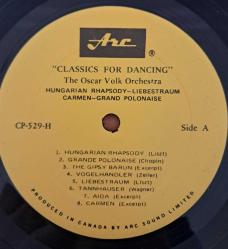 Arc
"CLASSICS FOR DANCING"
The Oscar Volk Orchestra
HUNGARIAN RHAPSODY-LIEBESTRAUM
CARMEN-GRAND POLONAISE
CP-529-H
Side A
1. HUNGARIAN RHAPSODY (Liszt)
2. GRANDE POLONAISE (Chopin)
3. THE GIPSY BARUN (Excerpt)
4. VOGELHANDLER (Zeller)
5. LIEBESTRAUM (Liszt)
6. TANNHAUSER (Wagner)
7. AIDA (Excerpt)
8. CARMEN (Excerpt)
PRODUCED IN CANADA BY ARC SOUND LIMITED